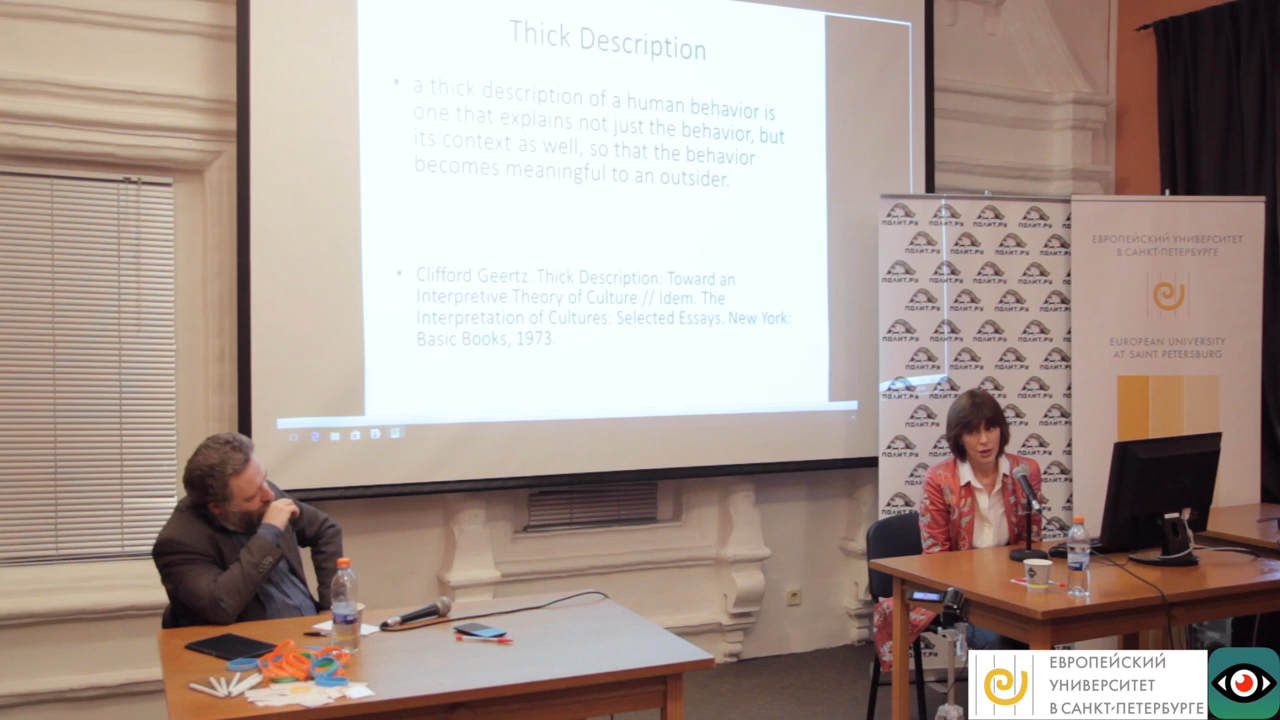 Thick Description
• a thick description of a human behavior is
one that explains not just the behavior, but
its context as well, so that the behavior
becomes meaningful to an outsider.
• Clifford Geertz. Thick Description: Toward an
Interpretive Theory of Culture // Idem. The
Interpretation of Cultures: Selected Essays. New York:
Basic Books, 1973.
ПОЛИТ.РУ
ЕВРОПЕЙСКИЙ УНИВЕРСИТЕТ
В САНКТ-ПЕТЕРБУРГЕ
EUROPEAN UNIVERSITY
AT SAINT PETERSBURG
ЕВРОПЕЙСКИЙ
УНИВЕРСИТЕТ
В САНКТ-ПЕТЕРБУРГЕ